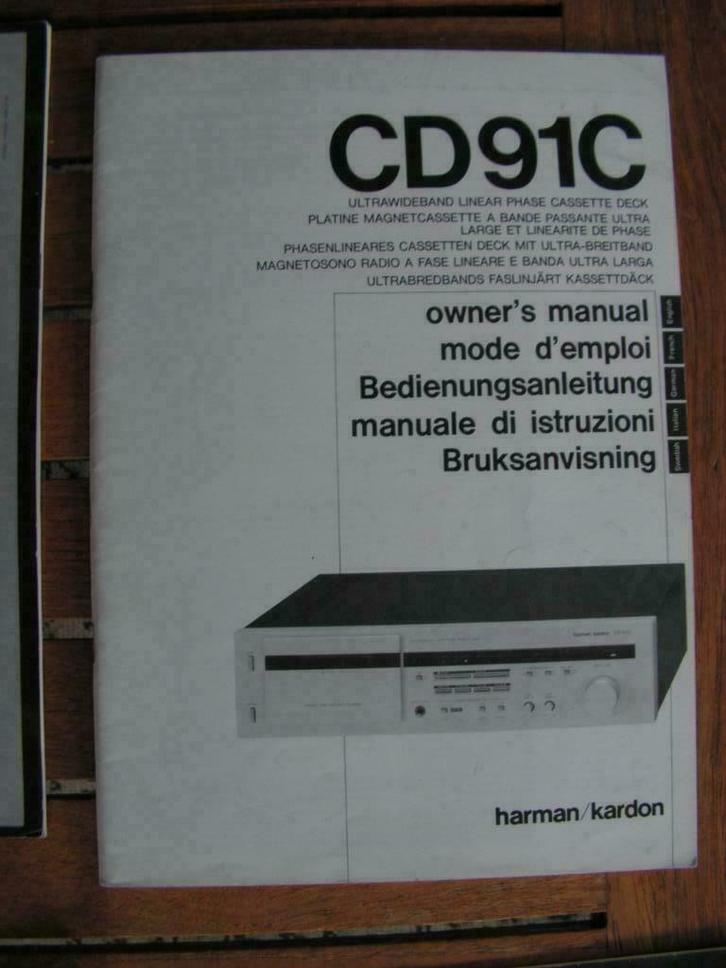 CD91C
ULTRAWIDEBAND LINEAR PHASE CASSETTE DECK
PLATINE MAGNETCASSETTE A BANDE PASSANTE ULTRA
LARGE ET LINEARITE DE PHASE
PHASENLINEARES CASSETTEN DECK MIT ULTRA-BREITBAND
MAGNETOSONO RADIO A FASE LINEARE E BANDA ULTRA LARGA
ULTRABREDBANDS FASLINJÄRT KASSETTDÄCK
owner's manual
English
mode d'emploi
French
Bedienungsanleitung
German
manuale di istruzioni
Italian
Bruksanvisning
Swedish
harman/kardon
harman/kardon